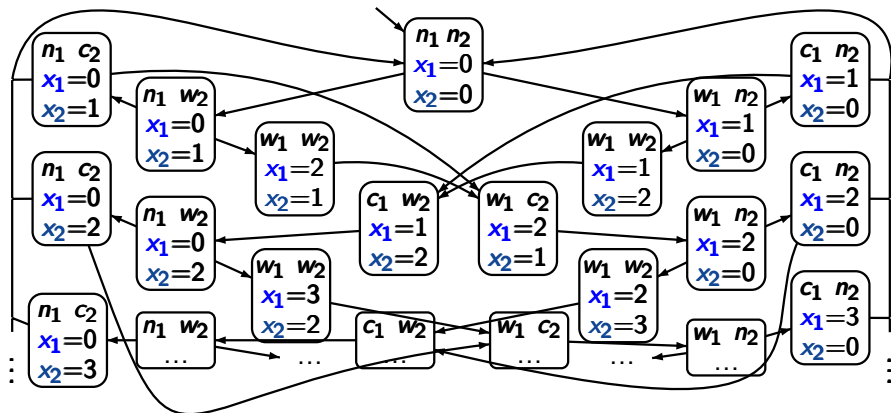 n1 n2
x1=0
x2=0
n1 c2
x1=0
x2=1
c1 n2
x1=1
x2=0
n1 w2
x1=0
x2=1
w1 n2
x1=1
x2=0
w1 w2
x1=2
x2=1
w1 w2
x1=1
x2=2
n1 c2
x1=0
x2=2
c1 n2
x1=2
x2=0
c1 w2
x1=1
x2=2
w1 c2
x1=2
x2=1
n1 w2
x1=0
x2=2
w1 n2
x1=2
x2=0
w1 w2
x1=3
x2=2
w1 w2
x1=2
x2=3
n1 c2
x1=0
x2=3
c1 n2
x1=3
x2=0
n1 w2
...
...
c1 w2
...
w1 c2
...
...
w1 n2
...
⋮
⋮